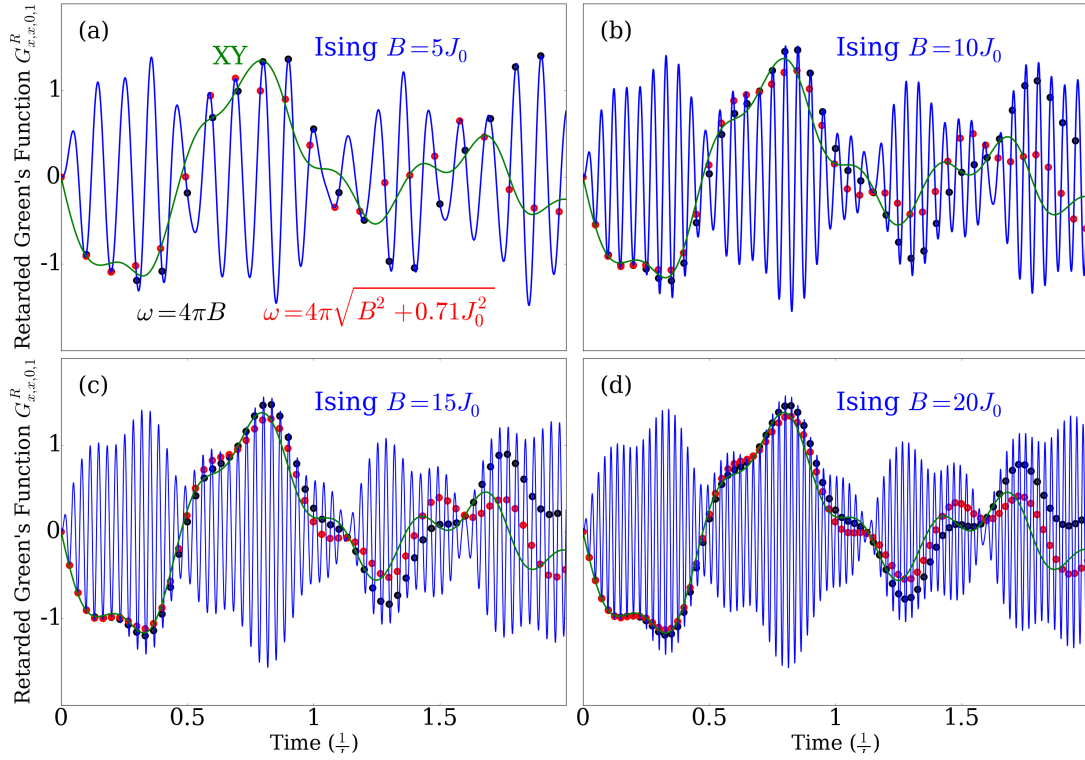 (a)
XY
Ising B=5J₀
ω=4πB
ω=4π√(B²+0.71J₀²)
(b)
Ising B=10J₀
Retarded Green's Function Gᴿₓ,ₓ,₀,₁
1
0
-1
(c)
Ising B=15J₀
(d)
Ising B=20J₀
Retarded Green's Function Gᴿₓ,ₓ,₀,₁
1
0
-1
0 0.5 1 1.5
0 0.5 1 1.5
Time (1/J)
Time (1/J)